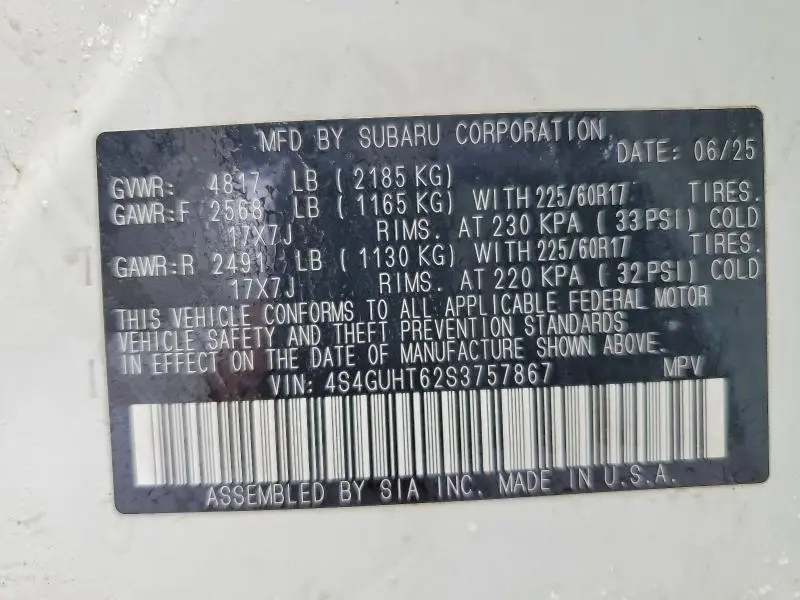 MFD BY SUBARU CORPORATION
DATE: 06/25
GVWR: 4817 LB ( 2185 KG)
GAWR:F 2568 LB ( 1165 KG) WITH 225/60R17 TIRES.
17X7J RIMS. AT 230 KPA ( 33 PSI) COLD
GAWR:R 2491 LB ( 1130 KG) WITH 225/60R17 TIRES.
17X7J RIMS. AT 220 KPA ( 32 PSI) COLD
THIS VEHICLE CONFORMS TO ALL APPLICABLE FEDERAL MOTOR
VEHICLE SAFETY AND THEFT PREVENTION STANDARDS
IN EFFECT ON THE DATE OF MANUFACTURE SHOWN ABOVE.
VIN: 4S4GUHT62S3757867 MPV
ASSEMBLED BY SIA INC. MADE IN U.S.A.